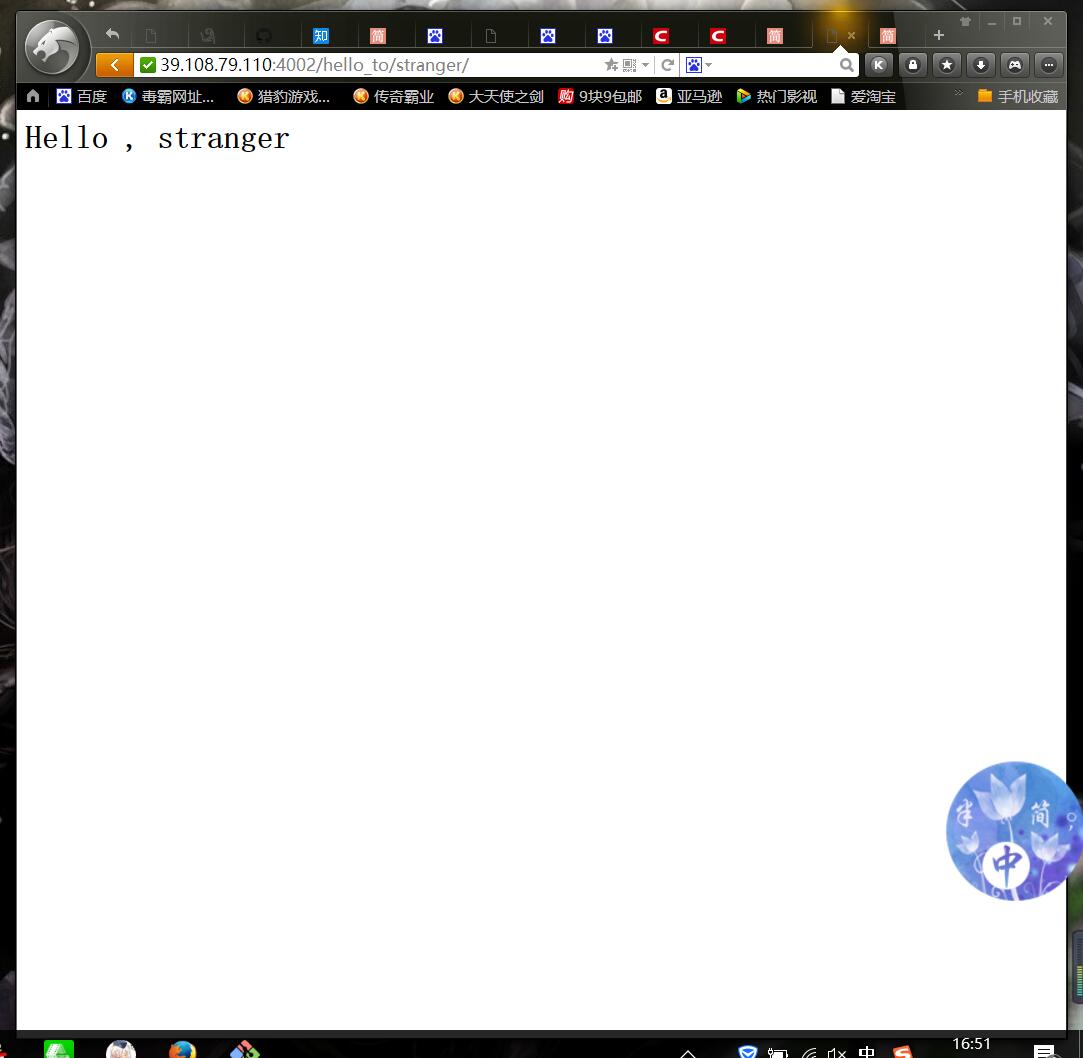 知 简 C C 简 简
39.108.79.110:4002/hello_to/stranger/
K
百度 毒霸网址... 猎豹游戏... 传奇霸业 大天使之剑 购 9块9包邮 a 亚马逊 热门影视 爱淘宝 手机收藏
Hello , stranger
半 简
中
中 S 16:51